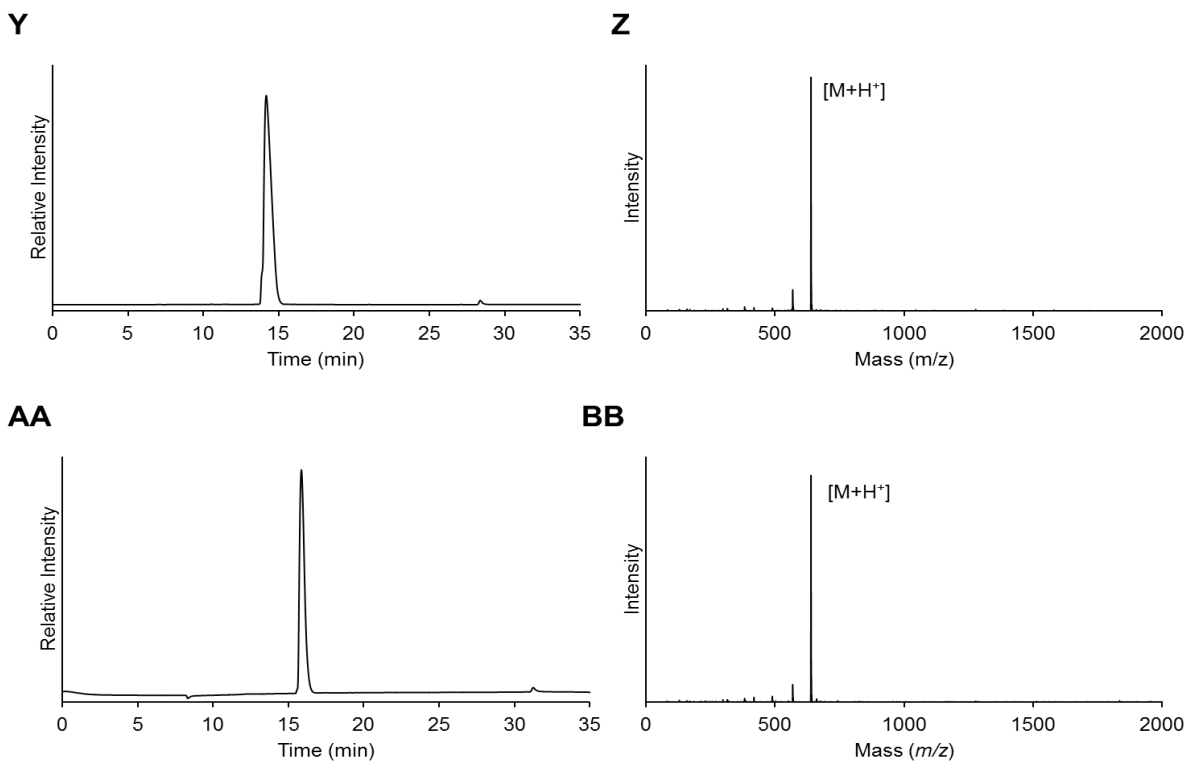 Y
Relative Intensity
0 5 10 15 20 25 30 35
Time (min)
Z
Intensity
[M+H⁺]
0 500 1000 1500 2000
Mass (m/z)
AA
Relative Intensity
0 5 10 15 20 25 30 35
Time (min)
BB
Intensity
[M+H⁺]
0 500 1000 1500 2000
Mass (m/z)